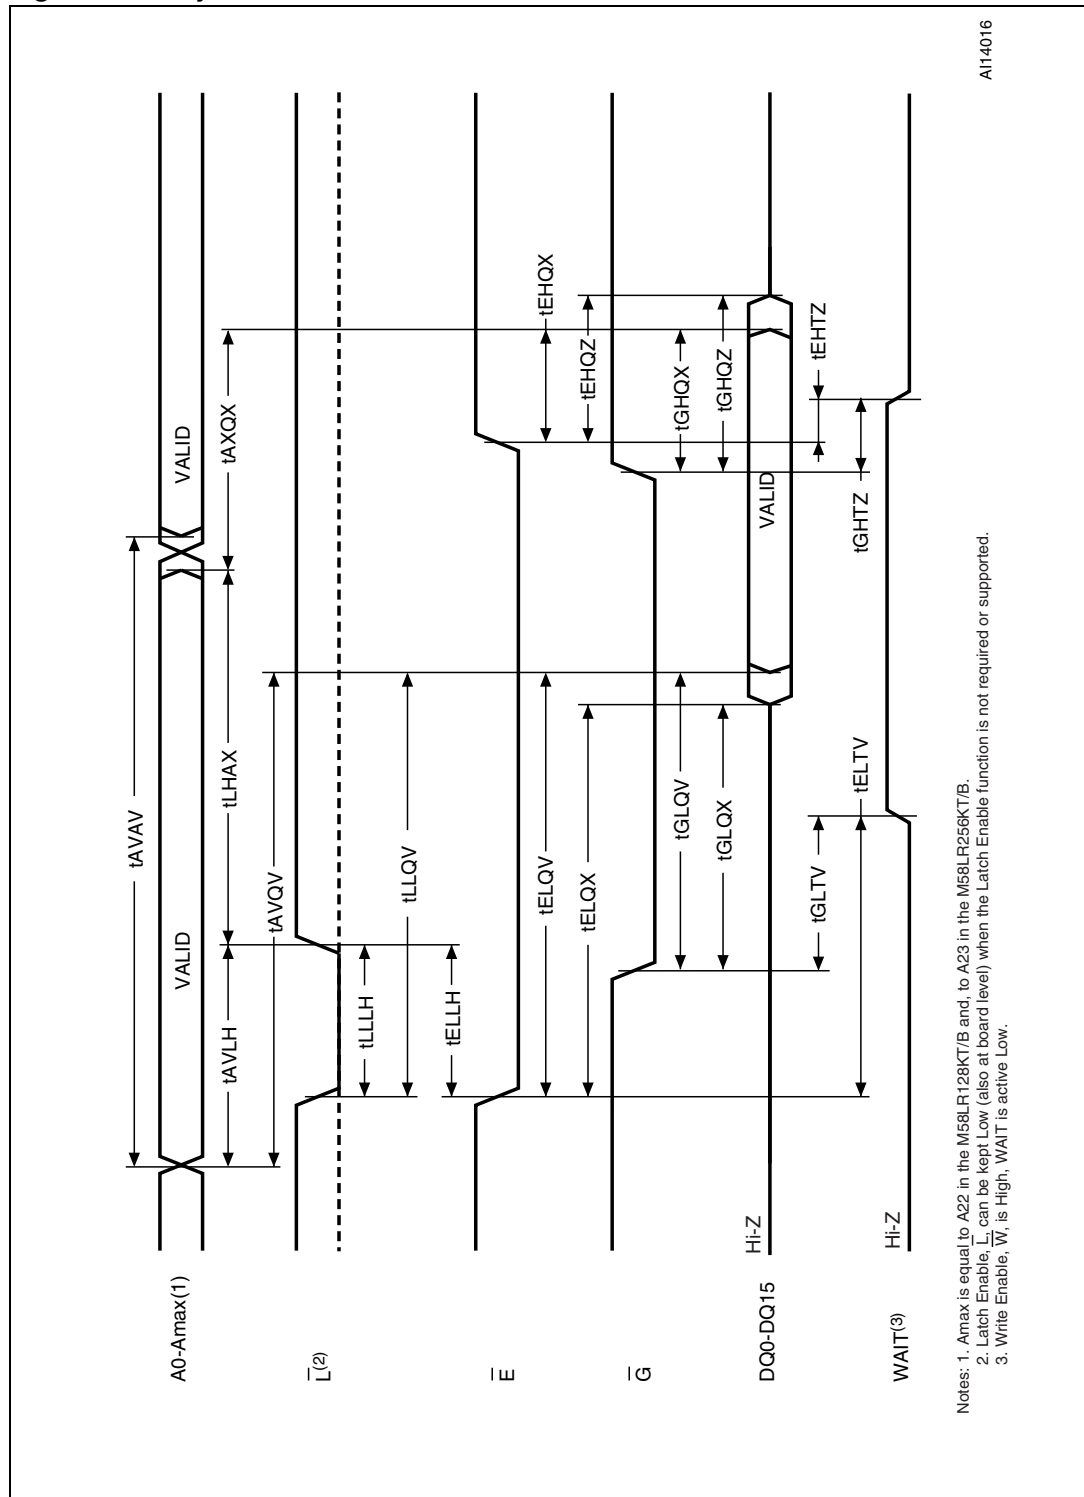 A0-Amax(1)
VALID
VALID
tAVAV
tAVLH
tLHAX
tAXQX
tAVQV
L(2)
tLLLH
tLLQV
tELLH
E
tELQV
tEHQX
tELQX
tEHQZ
G
tGLQV
tGHQX
tGLQX
tGHQZ
DQ0-DQ15
Hi-Z
VALID
tGLTV
tEHTZ
tELTV
tGHTZ
WAIT(3)
Hi-Z
Notes: 1. Amax is equal to A22 in the M58LR128KT/B and, to A23 in the M58LR256KT/B.
2. Latch Enable, L, can be kept Low (also at board level) when the Latch Enable function is not required or supported.
3. Write Enable, W, is High, WAIT is active Low.
AI14016